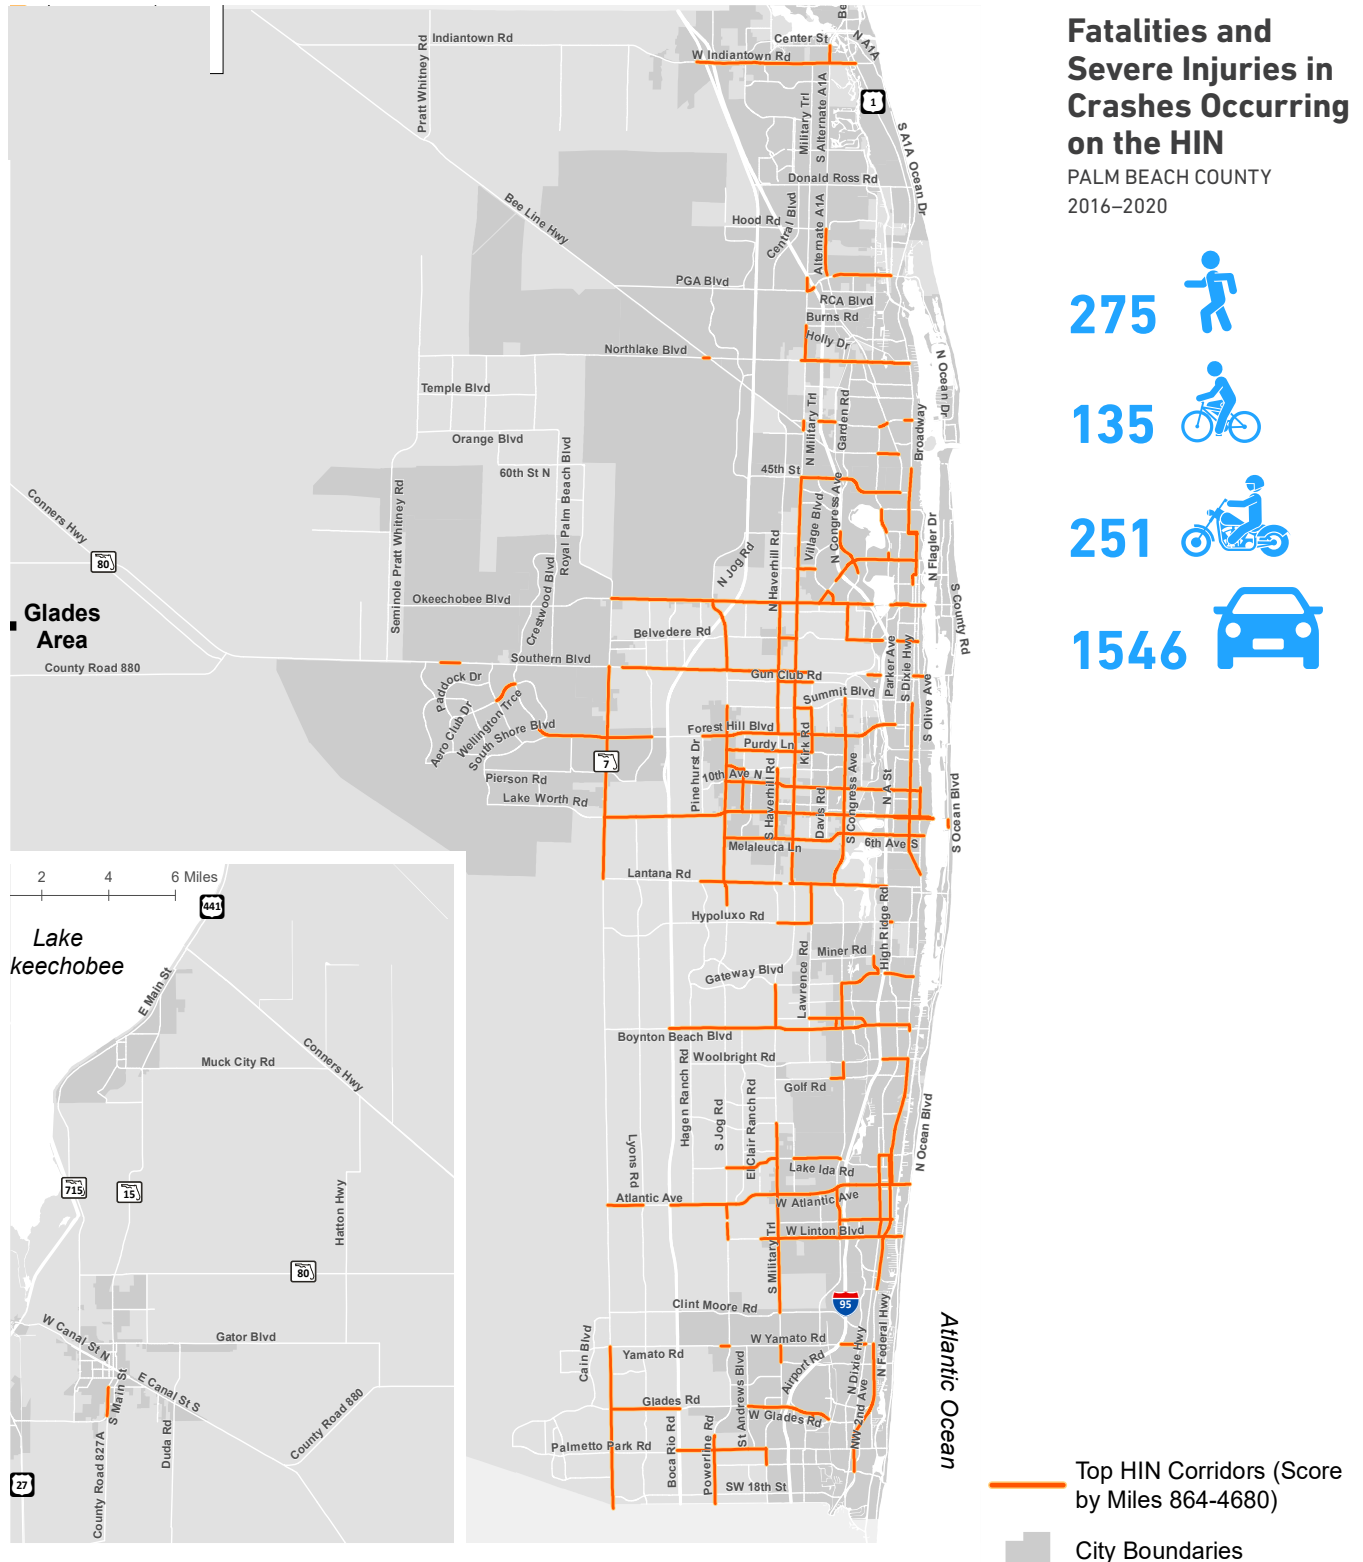 Fatalities and
Severe Injuries in
Crashes Occurring
on the HIN
PALM BEACH COUNTY
2016–2020
275
135
251
1546
Indiantown Rd
Pratt Whitney Rd
W Indiantown Rd
Center St
Be
N A1A
1
Military Trl
S Alternate A1A
S A1A Ocean Dr
Donald Ross Rd
Bee Line Hwy
Hood Rd
Central Blvd
Alternate A1A
PGA Blvd
RCA Blvd
Burns Rd
Holly Dr
Northlake Blvd
N Ocean Dr
Temple Blvd
N Military Trl
Garden Rd
Broadway
Orange Blvd
60th St N
Royal Palm Beach Blvd
45th St
Seminole Pratt Whitney Rd
Conners Hwy
80
Village Blvd
N Congress Ave
N Flagler Dr
N Jog Rd
N Haverhill Rd
Crestwood Blvd
Okeechobee Blvd
S County Rd
Glades
Area
Belvedere Rd
Parker Ave
S Dixie Hwy
County Road 880
Southern Blvd
Gun Club Rd
Paddock Dr
Summit Blvd
S Olive Ave
Aero Club Dr
Wellington Trce
South Shore Blvd
Forest Hill Blvd
Kirk Rd
Purdy Ln
7
Pinehurst Dr
Pierson Rd
10th Ave N
S Haverhill Rd
Davis Rd
S Congress Ave
N A St
S Ocean Blvd
Lake Worth Rd
Melaleuca Ln
6th Ave S
Lantana Rd
2
4
6 Miles
441
Hypoluxo Rd
High Ridge Rd
Lake
keechobee
E Main St
Lawrence Rd
Miner Rd
Gateway Blvd
Boynton Beach Blvd
Conners Hwy
Muck City Rd
Woolbright Rd
Hagen Ranch Rd
Golf Rd
S Jog Rd
El Clair Ranch Rd
N Ocean Blvd
Lyons Rd
Lake Ida Rd
715
15
Atlantic Ave
W Atlantic Ave
Hatton Hwy
W Linton Blvd
S Military Trl
80
Clint Moore Rd
95
W Canal St N
Gator Blvd
Cain Blvd
W Yamato Rd
Yamato Rd
N Dixie Hwy
N Federal Hwy
Atlantic Ocean
E Canal St S
S Main St
St Andrews Blvd
Airport Rd
County Road 880
Glades Rd
W Glades Rd
NW 2nd Ave
Duda Rd
County Road 827A
Palmetto Park Rd
Boca Rio Rd
Powerline Rd
27
SW 18th St
Top HIN Corridors (Score
by Miles 864-4680)
City Boundaries